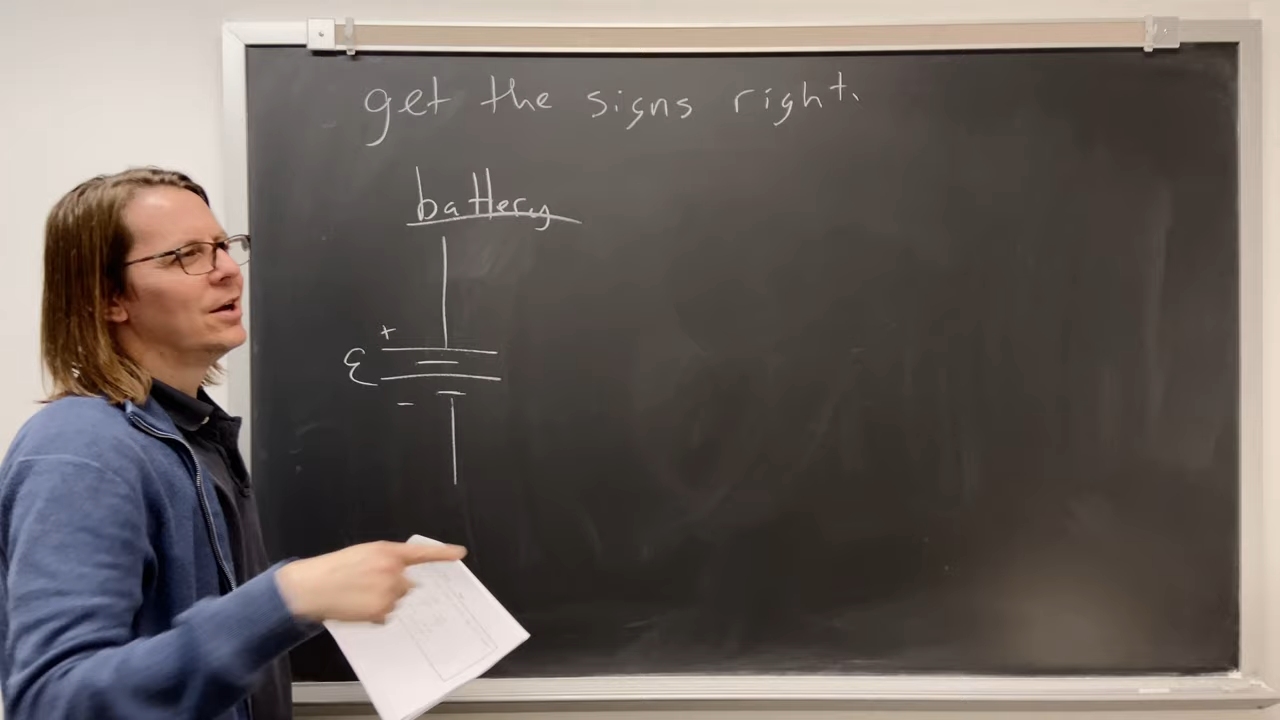 get the signs right.
battery
+
ℰ
-